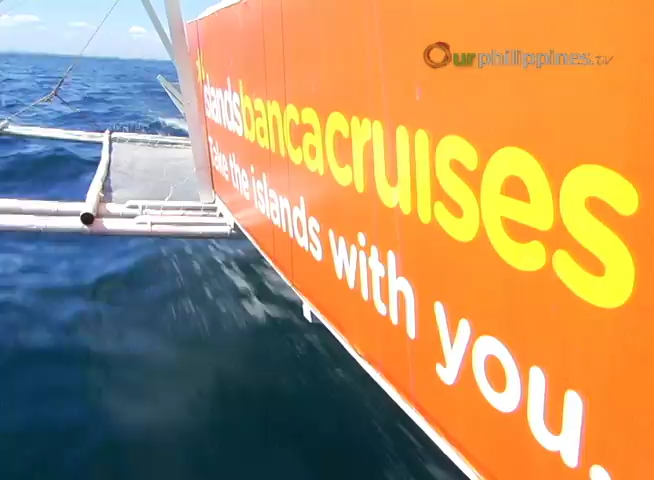 Ourphilippines.tv
islandsbancacruises
Take the islands with you.